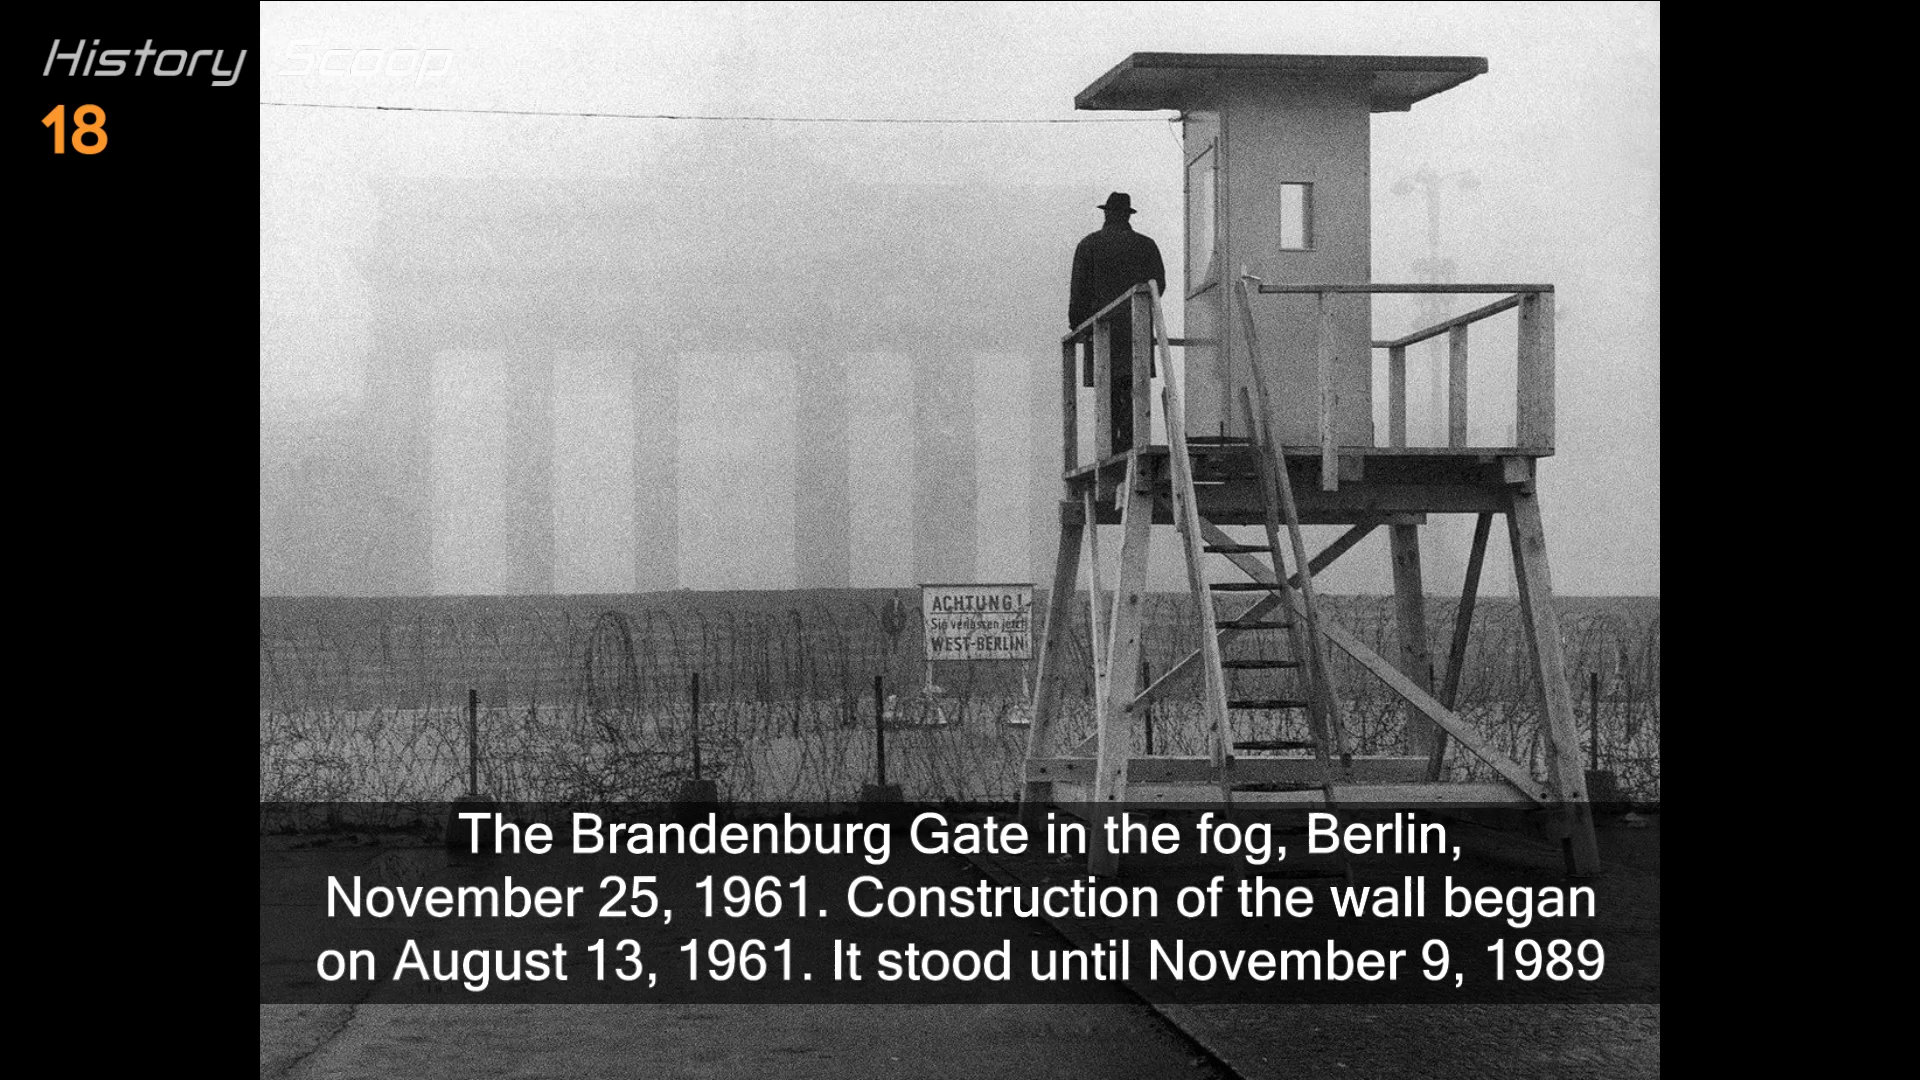 History Scoop
18
ACHTUNG!
Sie verlassen jetzt
WEST-BERLIN
The Brandenburg Gate in the fog, Berlin,
November 25, 1961. Construction of the wall began
on August 13, 1961. It stood until November 9, 1989